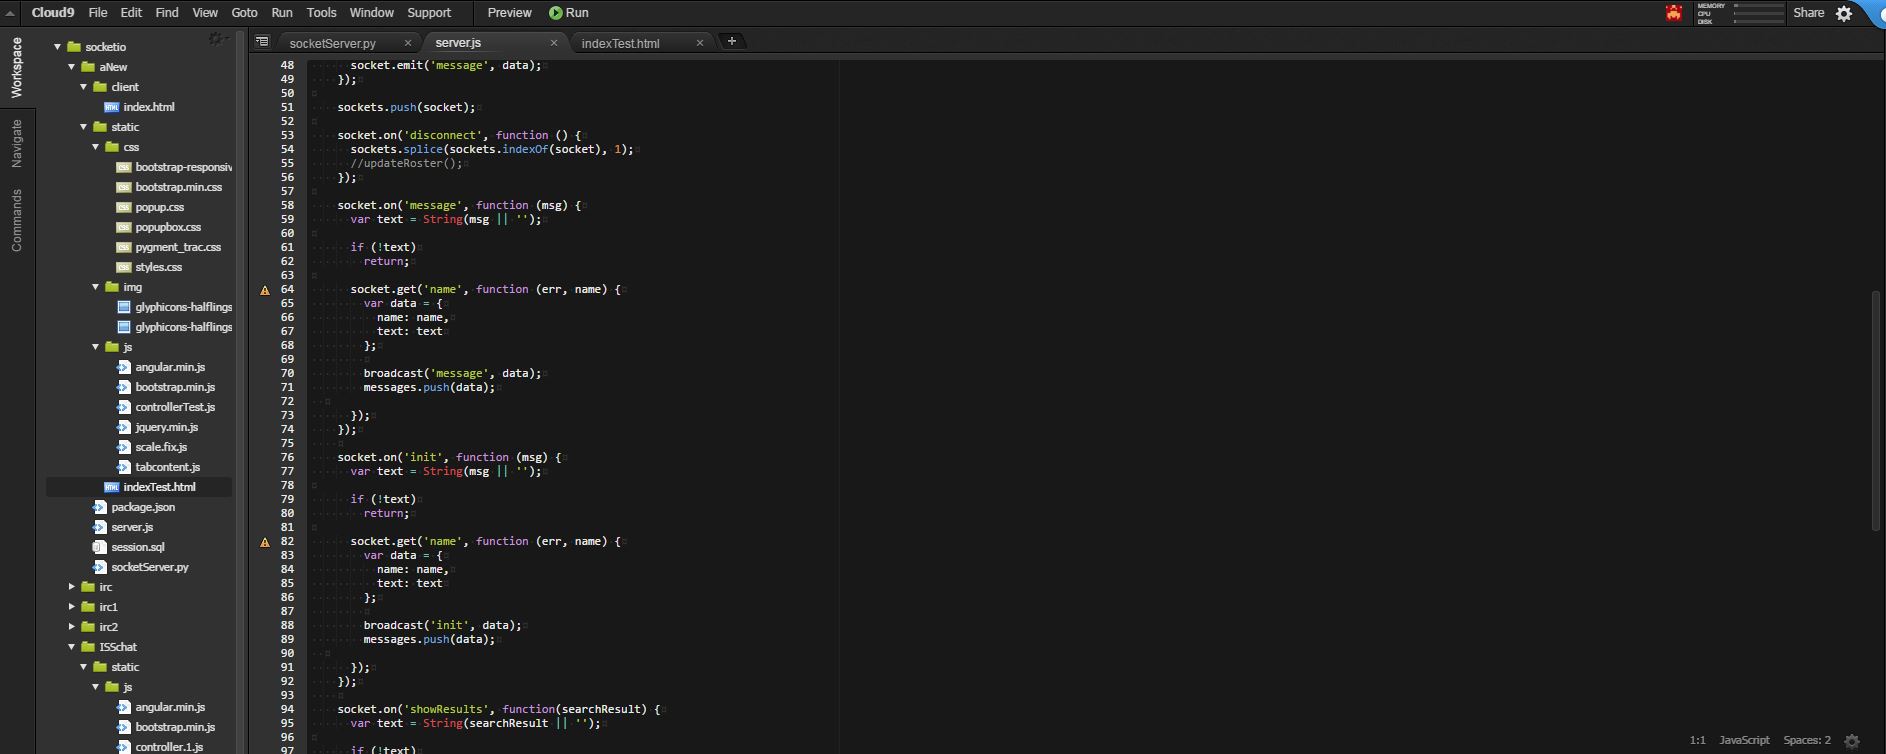 Cloud9 File Edit Find View Goto Run Tools Window Support Preview Run
MEMORY
CPU
DISK
Share
Workspace
Navigate
Commands
socketio
aNew
client
index.html
static
css
bootstrap-responsiv
bootstrap.min.css
popup.css
popupbox.css
pygment_trac.css
styles.css
img
glyphicons-halflings
glyphicons-halflings
js
angular.min.js
bootstrap.min.js
controllerTest.js
jquery.min.js
scale.fix.js
tabcontent.js
indexTest.html
package.json
server.js
session.sql
socketServer.py
irc
irc1
irc2
ISSchat
static
js
angular.min.js
bootstrap.min.js
controller.1.js
socketServer.py × server.js × indexTest.html × +
48 socket.emit('message', data);
49 });
50
51 sockets.push(socket);
52
53 socket.on('disconnect', function () {
54 sockets.splice(sockets.indexOf(socket), 1);
55 //updateRoster();
56 });
57
58 socket.on('message', function (msg) {
59 var text = String(msg || '');
60
61 if (!text)
62 return;
63
64 socket.get('name', function (err, name) {
65 var data = {
66 name: name,
67 text: text
68 };
69
70 broadcast('message', data);
71 messages.push(data);
72
73 });
74 });
75
76 socket.on('init', function (msg) {
77 var text = String(msg || '');
78
79 if (!text)
80 return;
81
82 socket.get('name', function (err, name) {
83 var data = {
84 name: name,
85 text: text
86 };
87
88 broadcast('init', data);
89 messages.push(data);
90
91 });
92 });
93
94 socket.on('showResults', function(searchResult) {
95 var text = String(searchResult || '');
96
97 if (!text)
1:1 JavaScript Spaces: 2